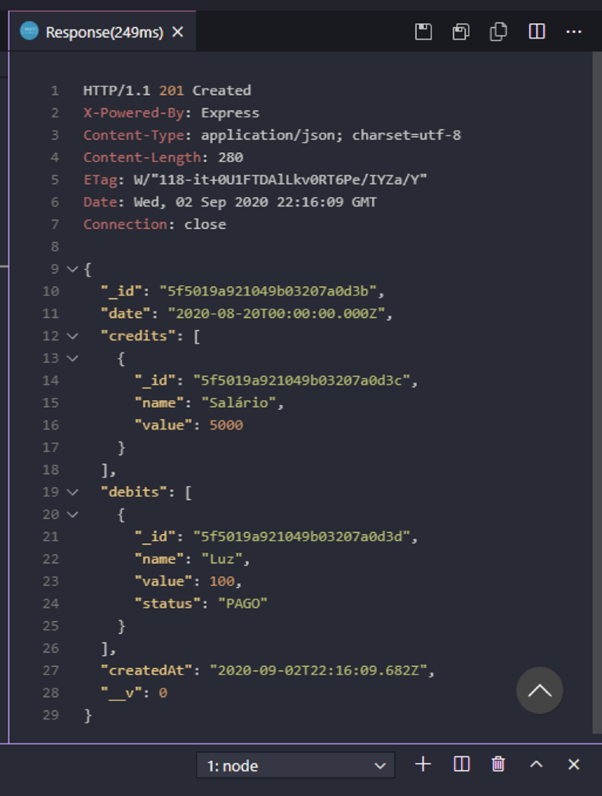 Response(249ms)
1 HTTP/1.1 201 Created
2 X-Powered-By: Express
3 Content-Type: application/json; charset=utf-8
4 Content-Length: 280
5 ETag: W/"118-it+0U1FTDAlLkv0RT6Pe/IYZa/Y"
6 Date: Wed, 02 Sep 2020 22:16:09 GMT
7 Connection: close
8
9 {
10 "_id": "5f5019a921049b03207a0d3b",
11 "date": "2020-08-20T00:00:00.000Z",
12 "credits": [
13 {
14 "_id": "5f5019a921049b03207a0d3c",
15 "name": "Salário",
16 "value": 5000
17 }
18 ],
19 "debits": [
20 {
21 "_id": "5f5019a921049b03207a0d3d",
22 "name": "Luz",
23 "value": 100,
24 "status": "PAGO"
25 }
26 ],
27 "createdAt": "2020-09-02T22:16:09.682Z",
28 "__v": 0
29 }
1: node